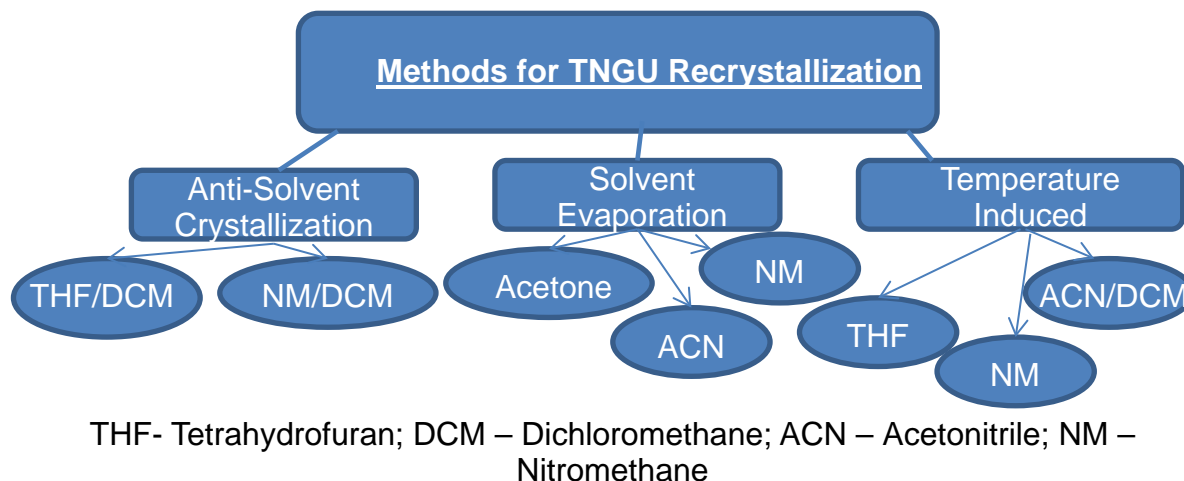 Methods for TNGU Recrystallization
Anti-Solvent
Crystallization
Solvent
Evaporation
Temperature
Induced
THF/DCM
NM/DCM
Acetone
NM
ACN
THF
NM
ACN/DCM
THF- Tetrahydrofuran; DCM – Dichloromethane; ACN – Acetonitrile; NM –
Nitromethane